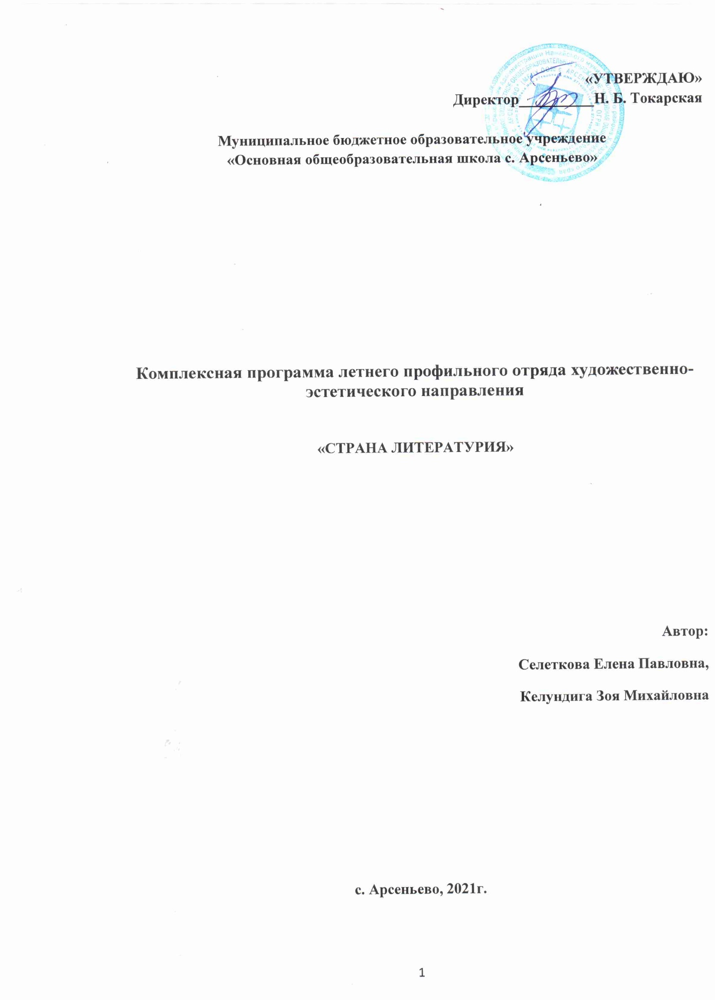 «УТВЕРЖДАЮ»
Директор__________Н. Б. Токарская
Муниципальное бюджетное образовательное учреждение
«Основная общеобразовательная школа с. Арсеньево»
Комплексная программа летнего профильного отряда художественно-
эстетического направления
«СТРАНА ЛИТЕРАТУРИЯ»
Автор:
Селеткова Елена Павловна,
Келундига Зоя Михайловна
с. Арсеньево, 2021г.
1